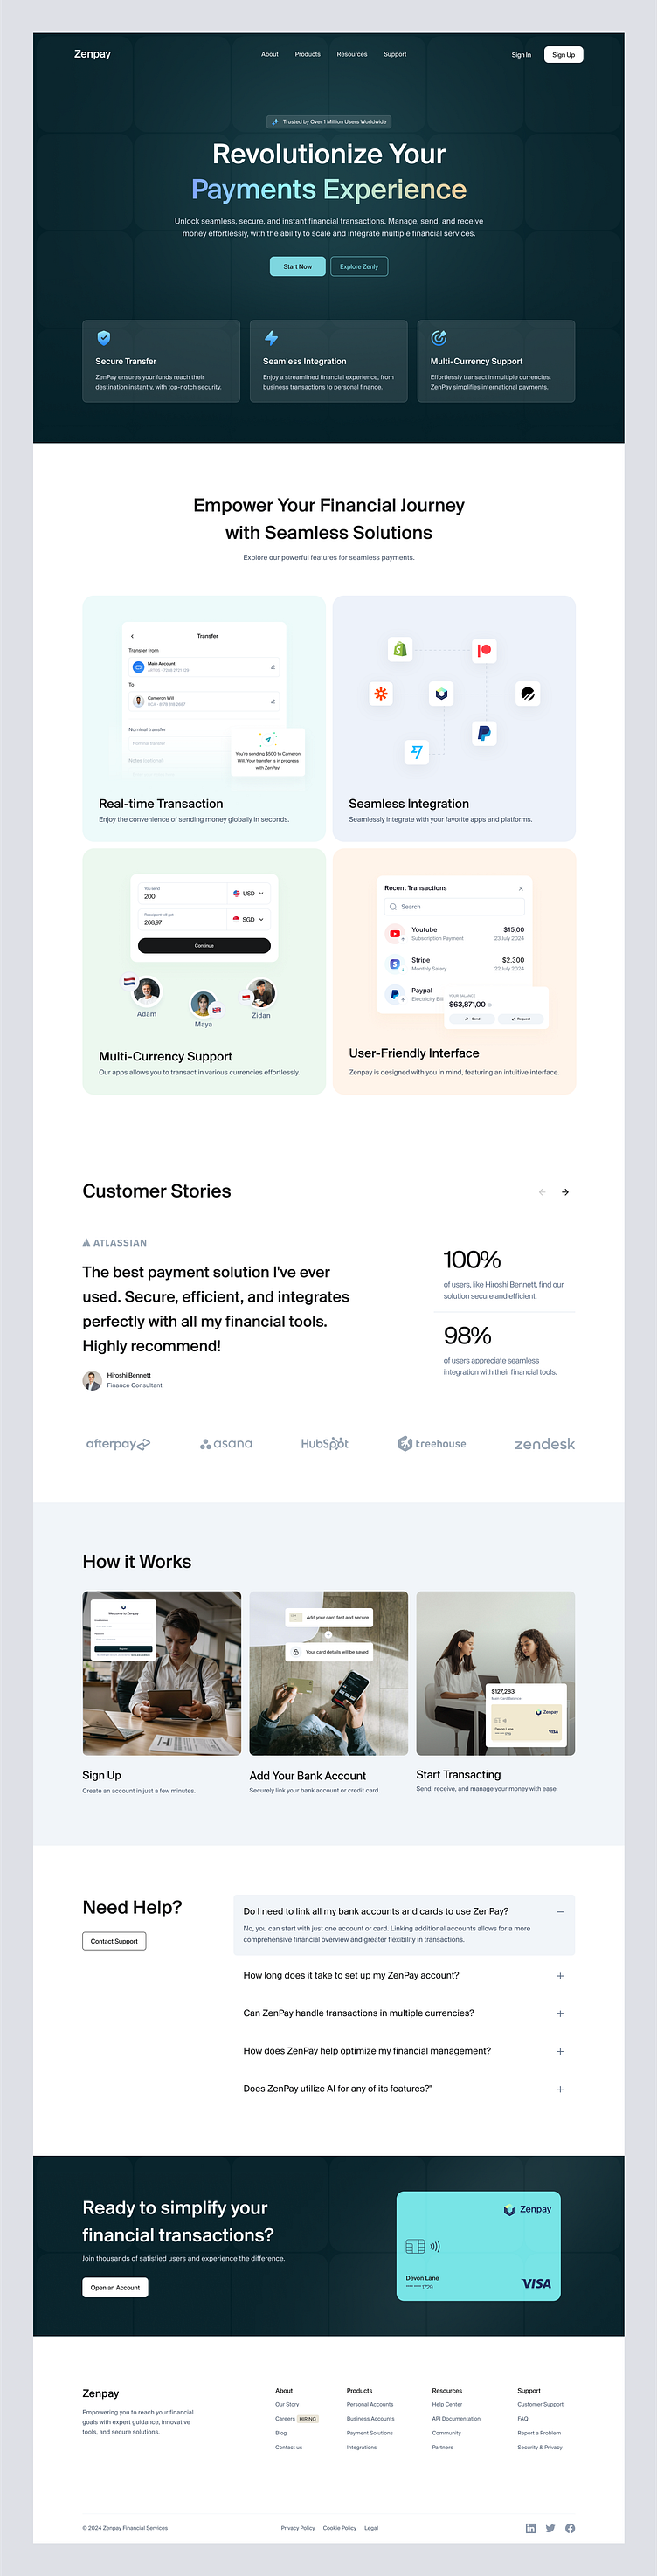 Zenpay
About
Products
Resources
Support
Sign In
Sign Up
Trusted by Over 1 Million Users Worldwide
Revolutionize Your
Payments Experience
Unlock seamless, secure, and instant financial transactions. Manage, send, and receive
money effortlessly, with the ability to scale and integrate multiple financial services.
Start Now
Explore Zenly
Secure Transfer
ZenPay ensures your funds reach their
destination instantly, with top-notch security.
Seamless Integration
Enjoy a streamlined financial experience, from
business transactions to personal finance.
Multi-Currency Support
Effortlessly transact in multiple currencies.
ZenPay simplifies international payments.
Empower Your Financial Journey
with Seamless Solutions
Explore our powerful features for seamless payments.
Transfer
Transfer from
Main Account
To
Cameron Will
Nominal transfer
Nominal transfer
Notes (optional)
You're sending $500 to Cameron
Will. Your transfer is in progress
with ZenPay!
Real-time Transaction
Enjoy the convenience of sending money globally in seconds.
Seamless Integration
Seamlessly integrate with your favorite apps and platforms.
You send
200
USD
Recepient will get
268,97
SGD
Continue
Adam
Maya
Zidan
Multi-Currency Support
Our apps allows you to transact in various currencies effortlessly.
Recent Transactions
Search
Youtube
$15,00
Subscription Payment
23 July 2024
Stripe
$2,300
Monthly Salary
22 July 2024
Paypal
Electricity Bill
YOUR BALANCE
$63,871,00
Send
Request
User-Friendly Interface
Zenpay is designed with you in mind, featuring an intuitive interface.
Customer Stories
ATLASSIAN
The best payment solution I've ever
used. Secure, efficient, and integrates
perfectly with all my financial tools.
Highly recommend!
Hiroshi Bennett
Finance Consultant
100%
of users, like Hiroshi Bennett, find our
solution secure and efficient.
98%
of users appreciate seamless
integration with their financial tools.
afterpay
asana
HubSpot
treehouse
zendesk
How it Works
Welcome to Zenpay
Add your card fast and secure
Your card details will be saved
$127,283
Main Card Balance
Zenpay
Devon Lane
VISA
Sign Up
Create an account in just a few minutes.
Add Your Bank Account
Securely link your bank account or credit card.
Start Transacting
Send, receive, and manage your money with ease.
Need Help?
Contact Support
Do I need to link all my bank accounts and cards to use ZenPay?
No, you can start with just one account or card. Linking additional accounts allows for a more
comprehensive financial overview and greater flexibility in transactions.
How long does it take to set up my ZenPay account?
Can ZenPay handle transactions in multiple currencies?
How does ZenPay help optimize my financial management?
Does ZenPay utilize AI for any of its features?"
Ready to simplify your
financial transactions?
Join thousands of satisfied users and experience the difference.
Open an Account
Zenpay
Devon Lane
**** **** 1729
VISA
Zenpay
Empowering you to reach your financial
goals with expert guidance, innovative
tools, and secure solutions.
About
Our Story
Careers HIRING
Blog
Contact us
Products
Personal Accounts
Business Accounts
Payment Solutions
Integrations
Resources
Help Center
API Documentation
Community
Partners
Support
Customer Support
FAQ
Report a Problem
Security & Privacy
© 2024 Zenpay Financial Services
Privacy Policy
Cookie Policy
Legal